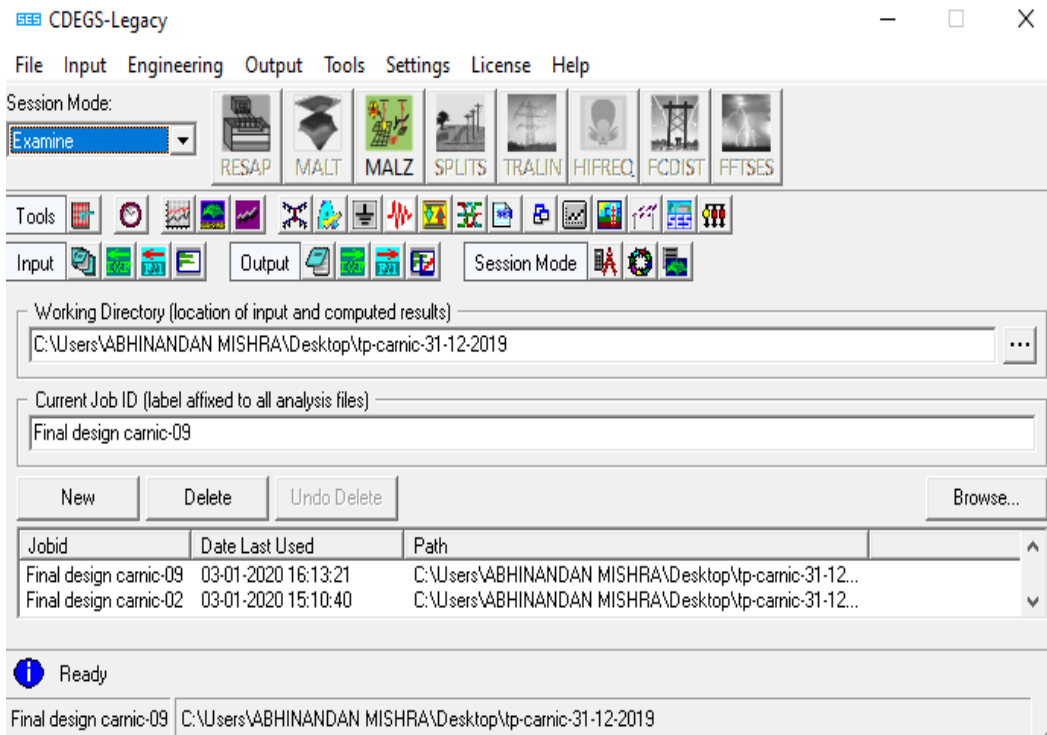 SES CDEGS-Legacy
File Input Engineering Output Tools Settings License Help
Session Mode:
Examine
RESAP MALT MALZ SPLITS TRALIN HIFREQ FCDIST FFTSES
Tools
Input Output Session Mode
Working Directory (location of input and computed results)
C:\Users\ABHINANDAN MISHRA\Desktop\tp-carnic-31-12-2019
...
Current Job ID (label affixed to all analysis files)
Final design carnic-09
New Delete Undo Delete Browse...
Jobid Date Last Used Path
Final design carnic-09 03-01-2020 16:13:21 C:\Users\ABHINANDAN MISHRA\Desktop\tp-carnic-31-12...
Final design carnic-02 03-01-2020 15:10:40 C:\Users\ABHINANDAN MISHRA\Desktop\tp-carnic-31-12...
Ready
Final design carnic-09 C:\Users\ABHINANDAN MISHRA\Desktop\tp-carnic-31-12-2019